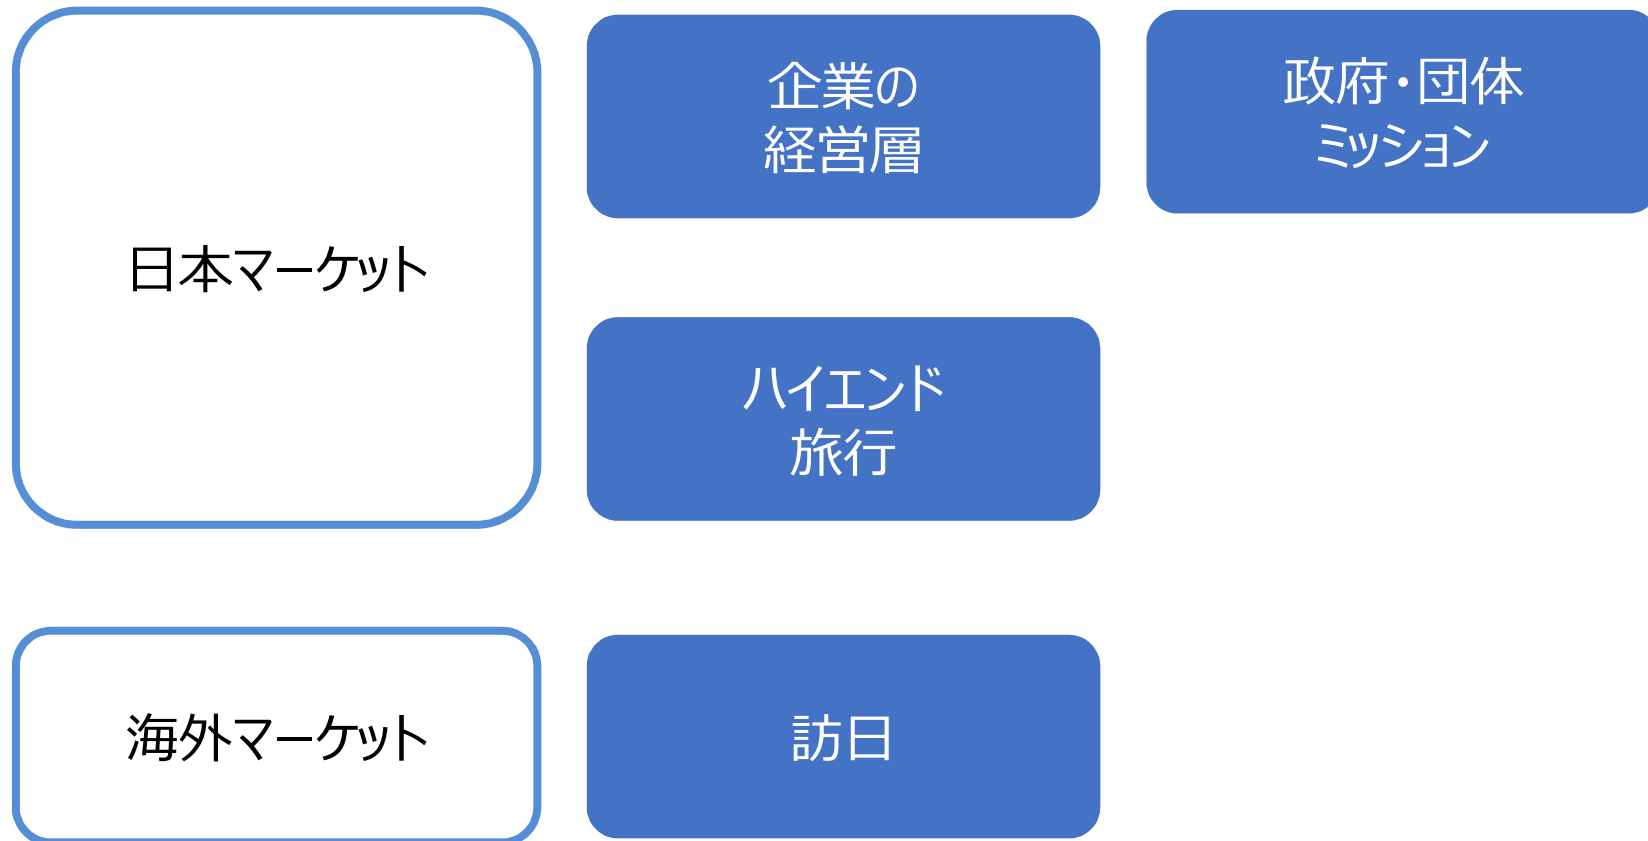 日本マーケット
企業の
経営層
政府・団体
ミッション
ハイエンド
旅行
海外マーケット
訪日